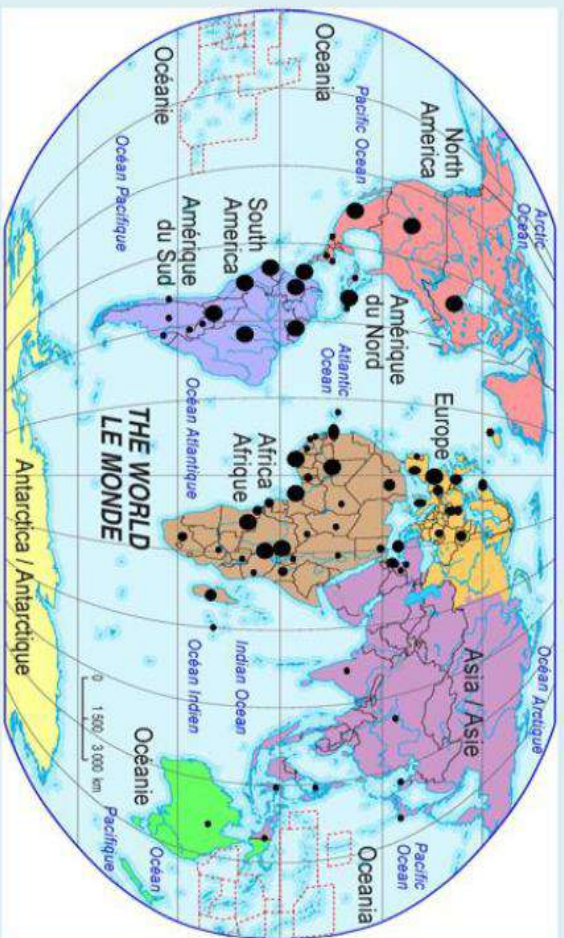 Arctic
Ocean
Océan Arctique
North
America
Amérique
du Nord
Europe
Asia / Asie
Pacific Ocean
Atlantic
Ocean
Pacific
Ocean
Oceania
Oceania
South
America
Amérique
du Sud
Africa
Afrique
Océan Atlantique
Indian Ocean
Océan Indien
Océanie
Océanie
Océan Pacifique
Océan
Pacifique
THE WORLD
LE MONDE
0 1 500 3 000 km
Antarctica / Antarctique